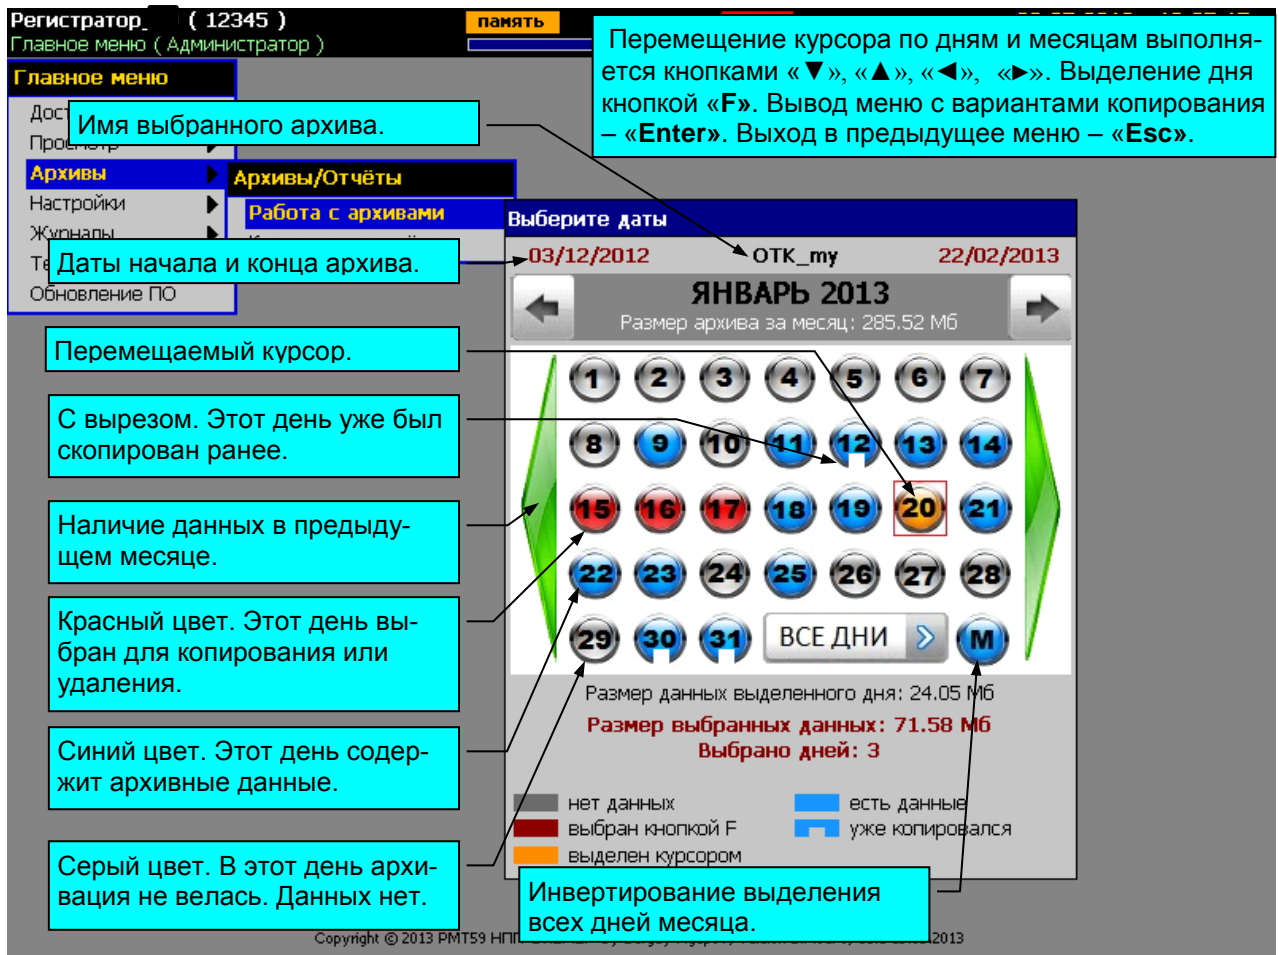 Регистратор_ ( 12345 )
память
Главное меню ( Администратор )
Перемещение курсора по дням и месяцам выполня-
ется кнопками «▼», «▲», «◄», «►». Выделение дня
кнопкой «F». Вывод меню с вариантами копирования
– «Enter». Выход в предыдущее меню – «Esc».
Главное меню
Имя выбранного архива.
Архивы
Архивы/Отчёты
Настройки
Работа с архивами
Журналы
Даты начала и конца архива.
Обновление ПО
Выберите даты
03/12/2012 OTK_my 22/02/2013
ЯНВАРЬ 2013
Размер архива за месяц: 285.52 Мб
Перемещаемый курсор.
1 2 3 4 5 6 7
С вырезом. Этот день уже был
скопирован ранее.
8 9 10 11 12 13 14
Наличие данных в предыду-
щем месяце.
15 16 17 18 19 20 21
22 23 24 25 26 27 28
Красный цвет. Этот день вы-
бран для копирования или
удаления.
29 30 31 ВСЕ ДНИ M
Размер данных выделенного дня: 24.05 Мб
Размер выбранных данных: 71.58 Мб
Выбрано дней: 3
Синий цвет. Этот день содер-
жит архивные данные.
нет данных есть данные
выбран кнопкой F уже копировался
выделен курсором
Серый цвет. В этот день архи-
вация не велась. Данных нет.
Инвертирование выделения
всех дней месяца.
Copyright © 2013 РМТ59